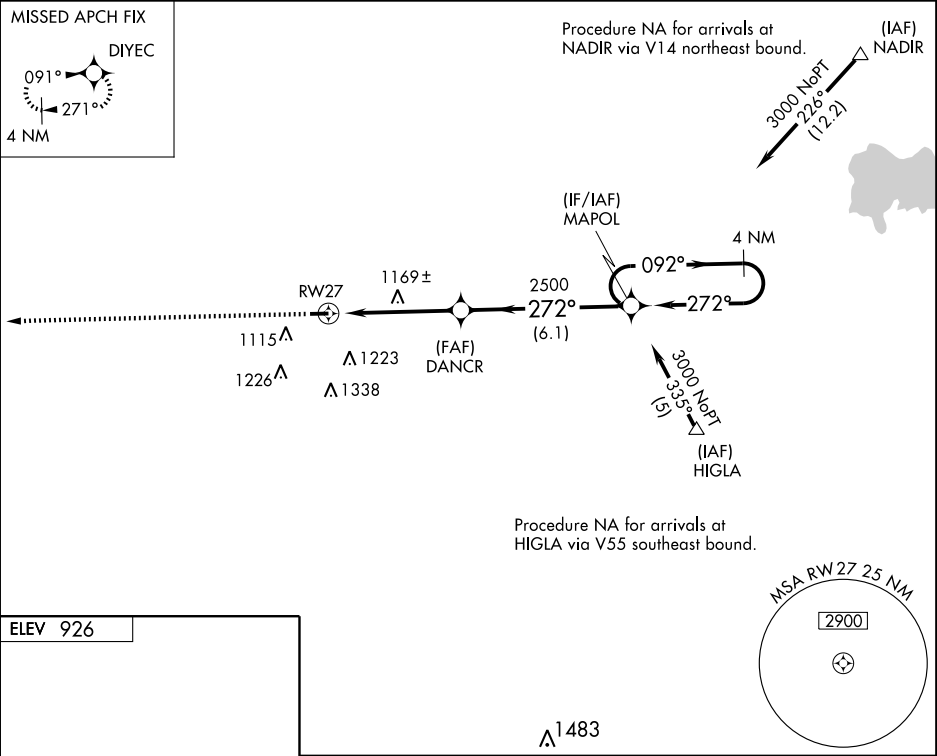 MISSED APCH FIX
DIYEC
091°
271°
4 NM
Procedure NA for arrivals at
NADIR via V14 northeast bound.
(IAF)
NADIR
3000 NoPT
226°
(12.2)
(IF/IAF)
MAPOL
4 NM
092°
272°
2500
272°
(6.1)
1169±
RW27
(FAF)
DANCR
1115
1223
1226
1338
3000 NoPT
335°
(5)
(IAF)
HIGLA
Procedure NA for arrivals at
HIGLA via V55 southeast bound.
MSA RW27 25 NM
2900
ELEV 926
1483